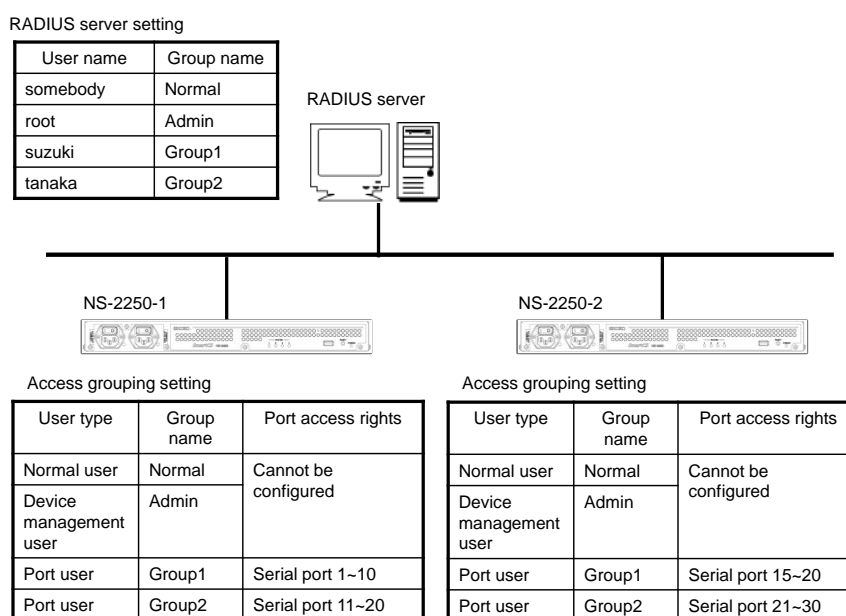 RADIUS server setting
User name Group name
somebody Normal
root Admin
suzuki Group1
tanaka Group2
RADIUS server
NS-2250-1
NS-2250-2
Access grouping setting
User type Group name Port access rights
Normal user Normal Cannot be configured
Device management user Admin
Port user Group1 Serial port 1~10
Port user Group2 Serial port 11~20
Access grouping setting
User type Group name Port access rights
Normal user Normal Cannot be configured
Device management user Admin
Port user Group1 Serial port 15~20
Port user Group2 Serial port 21~30